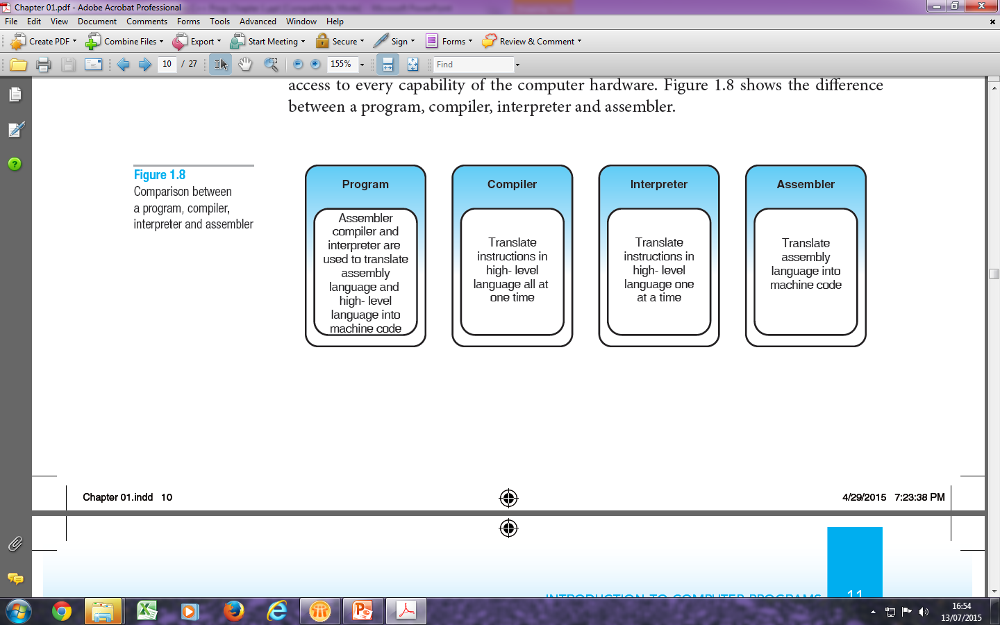 Chapter 01.pdf - Adobe Acrobat Professional
File Edit View Document Comments Forms Tools Advanced Window Help
Create PDF Combine Files Export Start Meeting Secure Sign Forms Review & Comment
10 / 27 155% Find
access to every capability of the computer hardware. Figure 1.8 shows the difference
between a program, compiler, interpreter and assembler.
Figure 1.8
Comparison between
a program, compiler,
interpreter and assembler
Program
Assembler
compiler and
interpreter are
used to translate
assembly
language and
high- level
language into
machine code
Compiler
Translate
instructions in
high- level
language all at
one time
Interpreter
Translate
instructions in
high- level
language one
at a time
Assembler
Translate
assembly
language into
machine code
Chapter 01.indd 10
4/29/2015 7:23:38 PM
INTRODUCTION TO COMPUTER PROGRAMS 11
16:54
13/07/2015